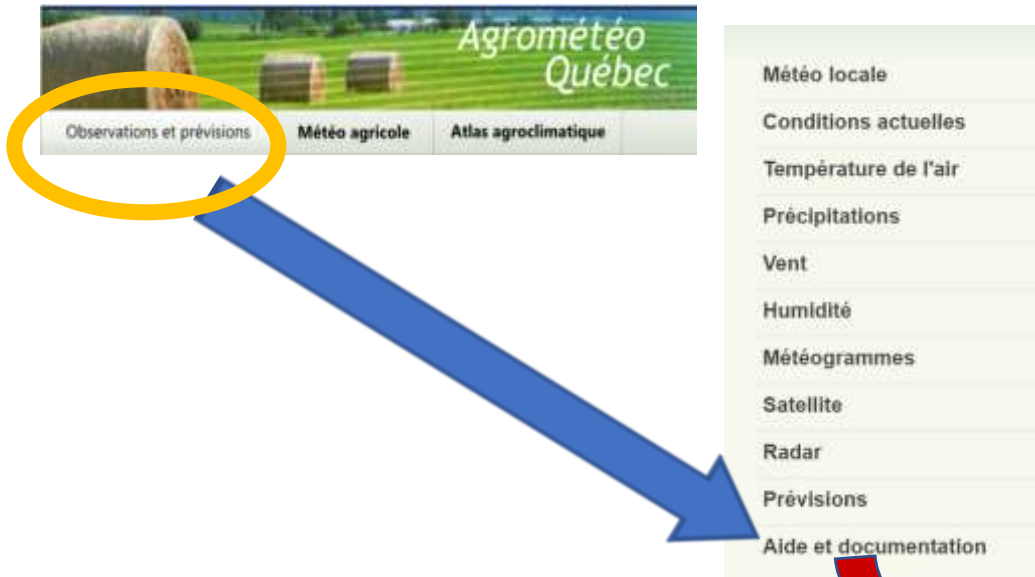 Agrométéo
Québec
Observations et prévisions
Météo agricole
Atlas agroclimatique
Météo locale
Conditions actuelles
Température de l'air
Précipitations
Vent
Humidité
Météogrammes
Satellite
Radar
Prévisions
Aide et documentation